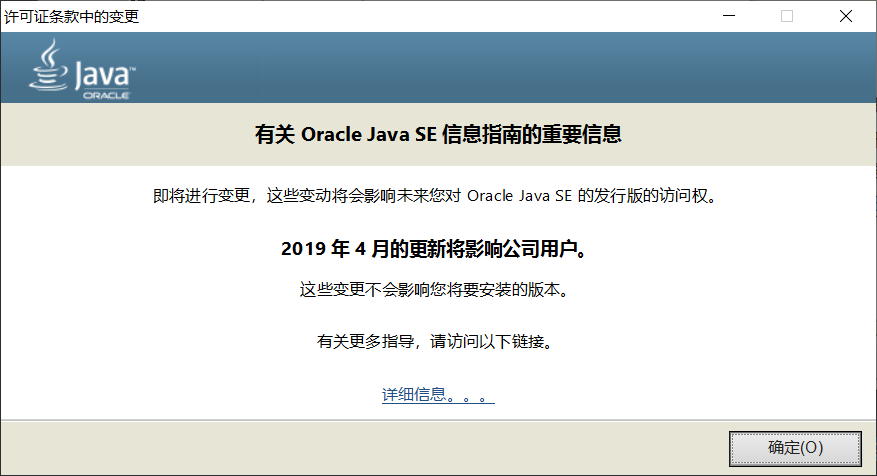 许可证条款中的变更
Java™
ORACLE
有关 Oracle Java SE 信息指南的重要信息
即将进行变更，这些变动将会影响未来您对 Oracle Java SE 的发行版的访问权。
2019 年 4 月的更新将影响公司用户。
这些变更不会影响您将要安装的版本。
有关更多指导，请访问以下链接。
详细信息。。。
确定(O)